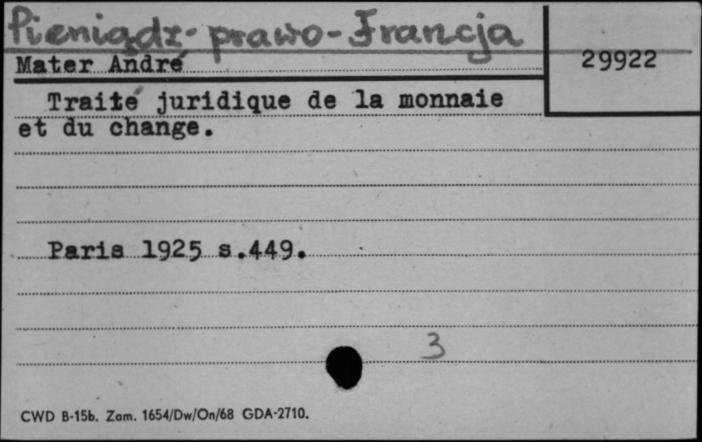 Pieniądz-prawo-Francja
Mater André
29922
Traité juridique de la monnaie
et du change.
Paris 1925 s.449.
3
CWD B-15b. Zam. 1654/Dw/On/68 GDA-2710.